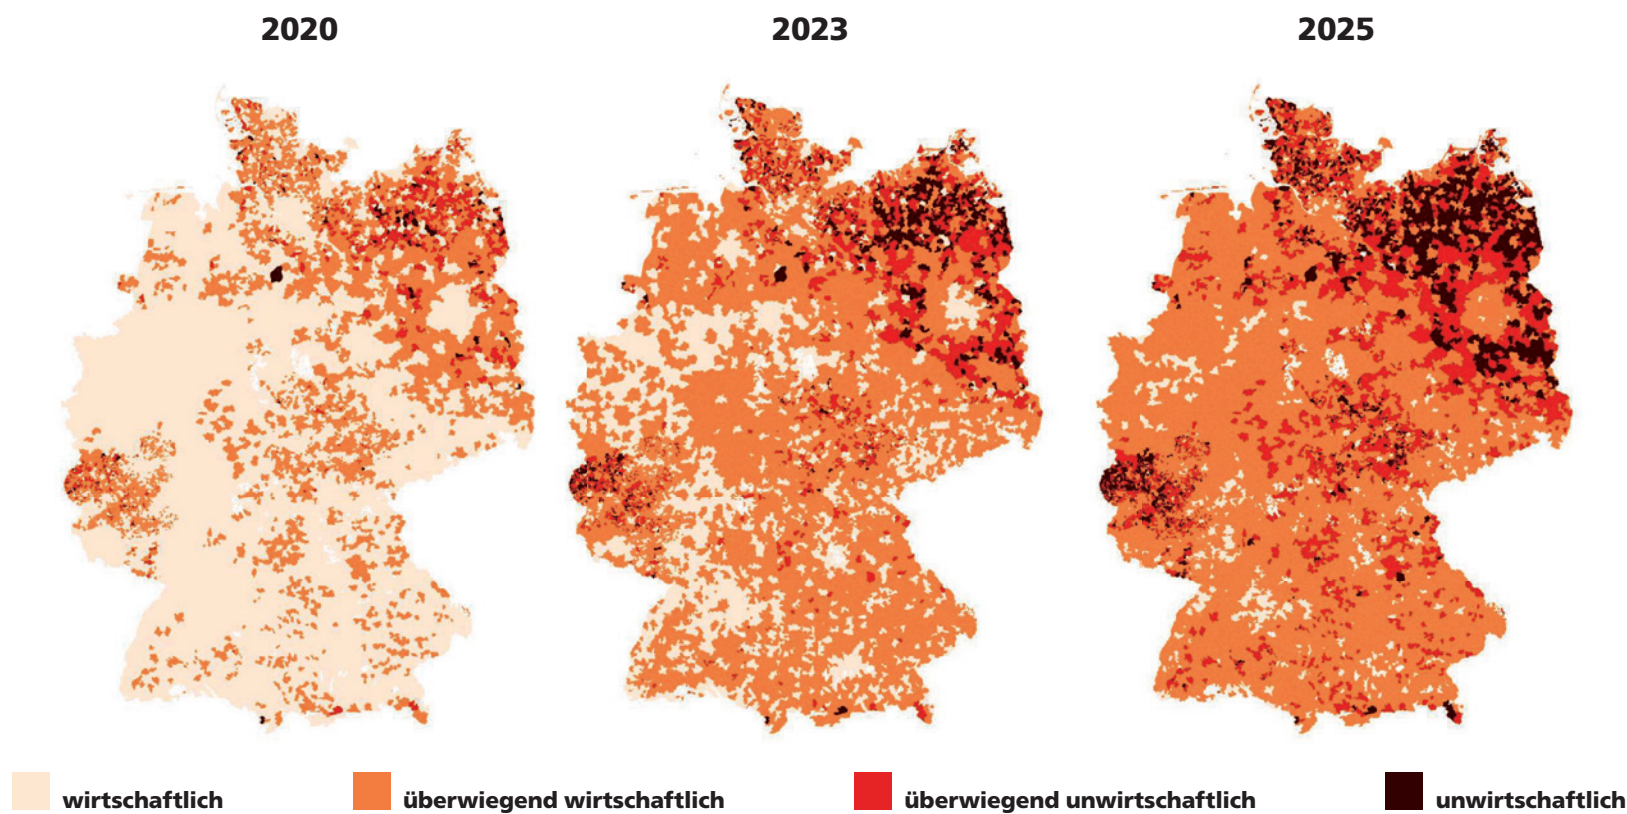 2020
2023
2025
wirtschaftlich
überwiegend wirtschaftlich
überwiegend unwirtschaftlich
unwirtschaftlich